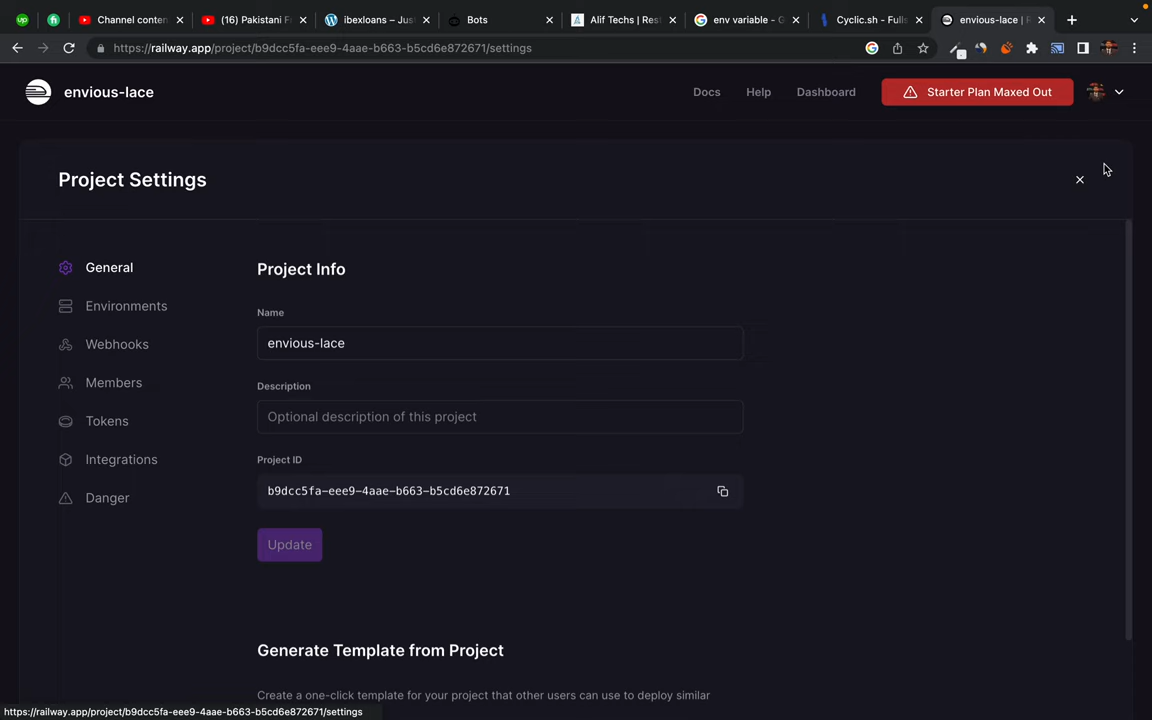 Channel conten
(16) Pakistani F
ibexloans – Jus
Bots
Alif Techs | Res
env variable - G
Cyclic.sh - Fulls
envious-lace | R
https://railway.app/project/b9dcc5fa-eee9-4aae-b663-b5cd6e872671/settings
envious-lace
Docs
Help
Dashboard
Starter Plan Maxed Out
Project Settings
General
Environments
Webhooks
Members
Tokens
Integrations
Danger
Project Info
Name
envious-lace
Description
Optional description of this project
Project ID
b9dcc5fa-eee9-4aae-b663-b5cd6e872671
Update
Generate Template from Project
Create a one-click template for your project that other users can use to deploy similar
https://railway.app/project/b9dcc5fa-eee9-4aae-b663-b5cd6e872671/settings